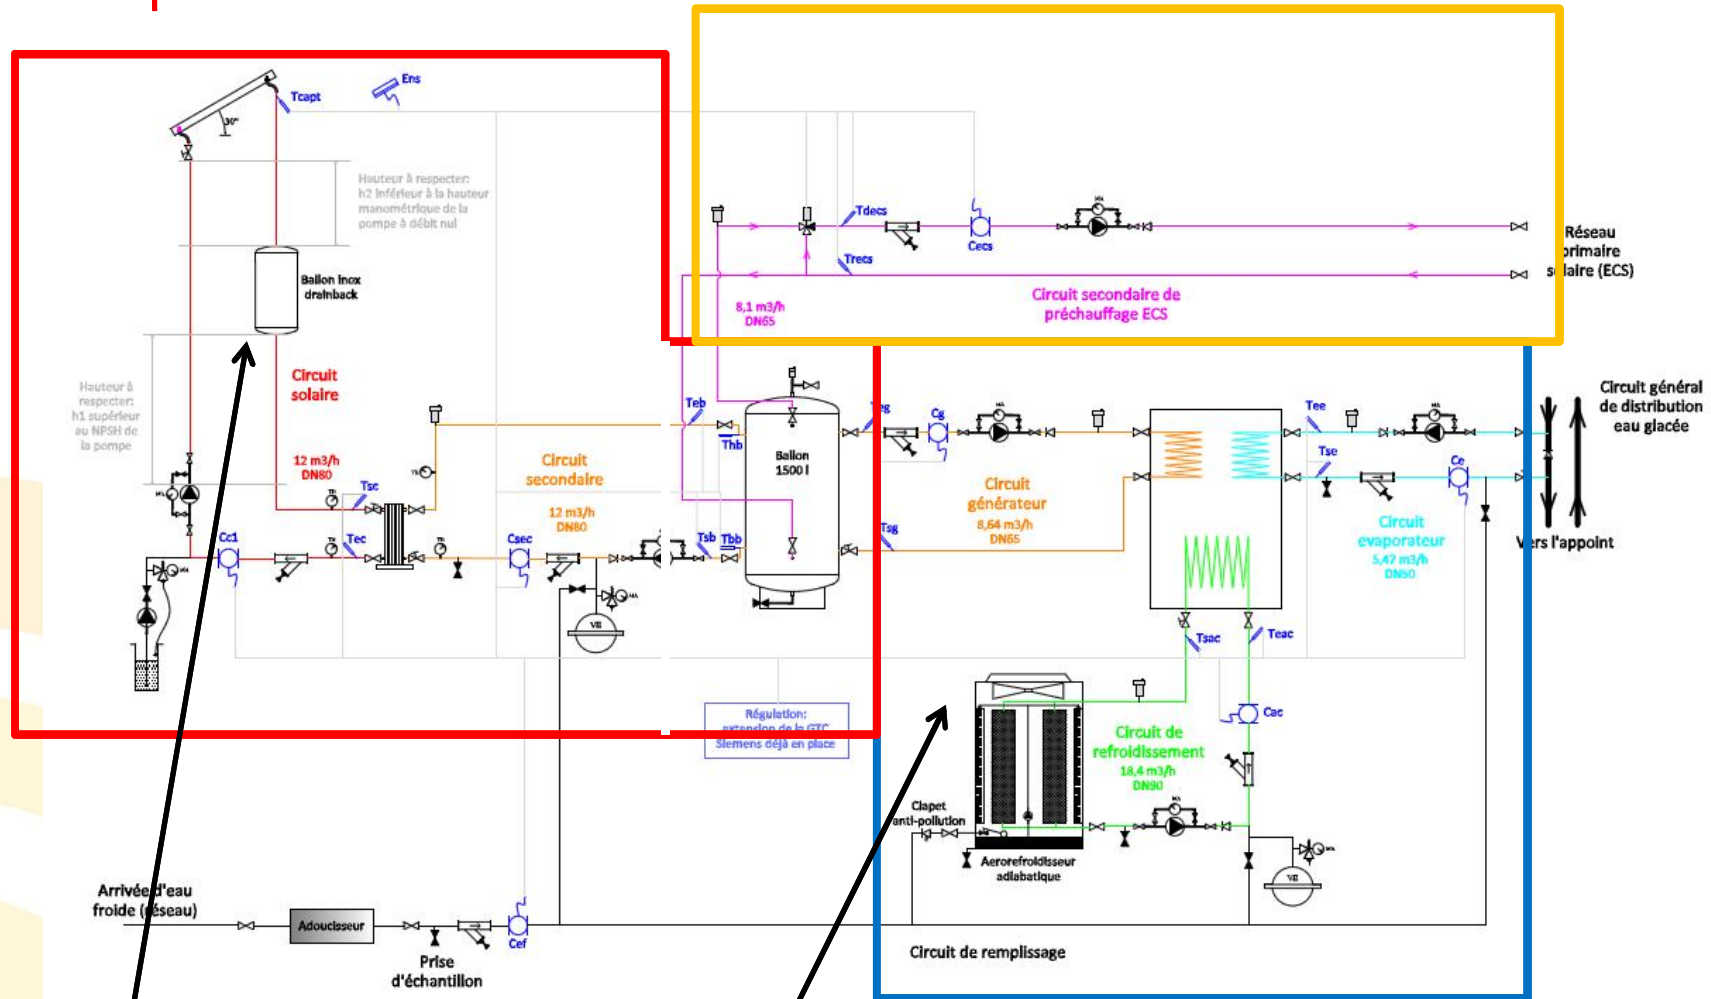 Ens
Tcapt
30°
Hauteur à respecter:
h2 inférieur à la hauteur
manométrique de la
pompe à débit nul
Ballon inox
drainback
Tdecs
Cecs
Trecs
Réseau
primaire
solaire (ECS)
8,1 m3/h
DN65
Circuit secondaire de
préchauffage ECS
Hauteur à
respecter:
h1 supérieur
au NPSH de
la pompe
Circuit
solaire
12 m3/h
DN80
Tsc
Tec
Cc1
Circuit
secondaire
12 m3/h
DN80
Csec
Teb
Thb
Tsb
Tbb
Ballon
1500 l
VE
Teg
Cg
Tsg
Circuit
générateur
8,64 m3/h
DN65
Tee
Tse
Ce
Circuit
evaporateur
5,47 m3/h
DN50
Circuit général
de distribution
eau glacée
Vers l'appoint
Tsac
Teac
Cac
Circuit de
refroidissement
18,4 m3/h
DN90
Régulation:
extension de la GTC
Siemens déjà en place
Clapet
anti-pollution
Aerorefroidisseur
adiabatique
VE
Arrivée d'eau
froide (réseau)
Adoucisseur
Cef
Prise
d'échantillon
Circuit de remplissage